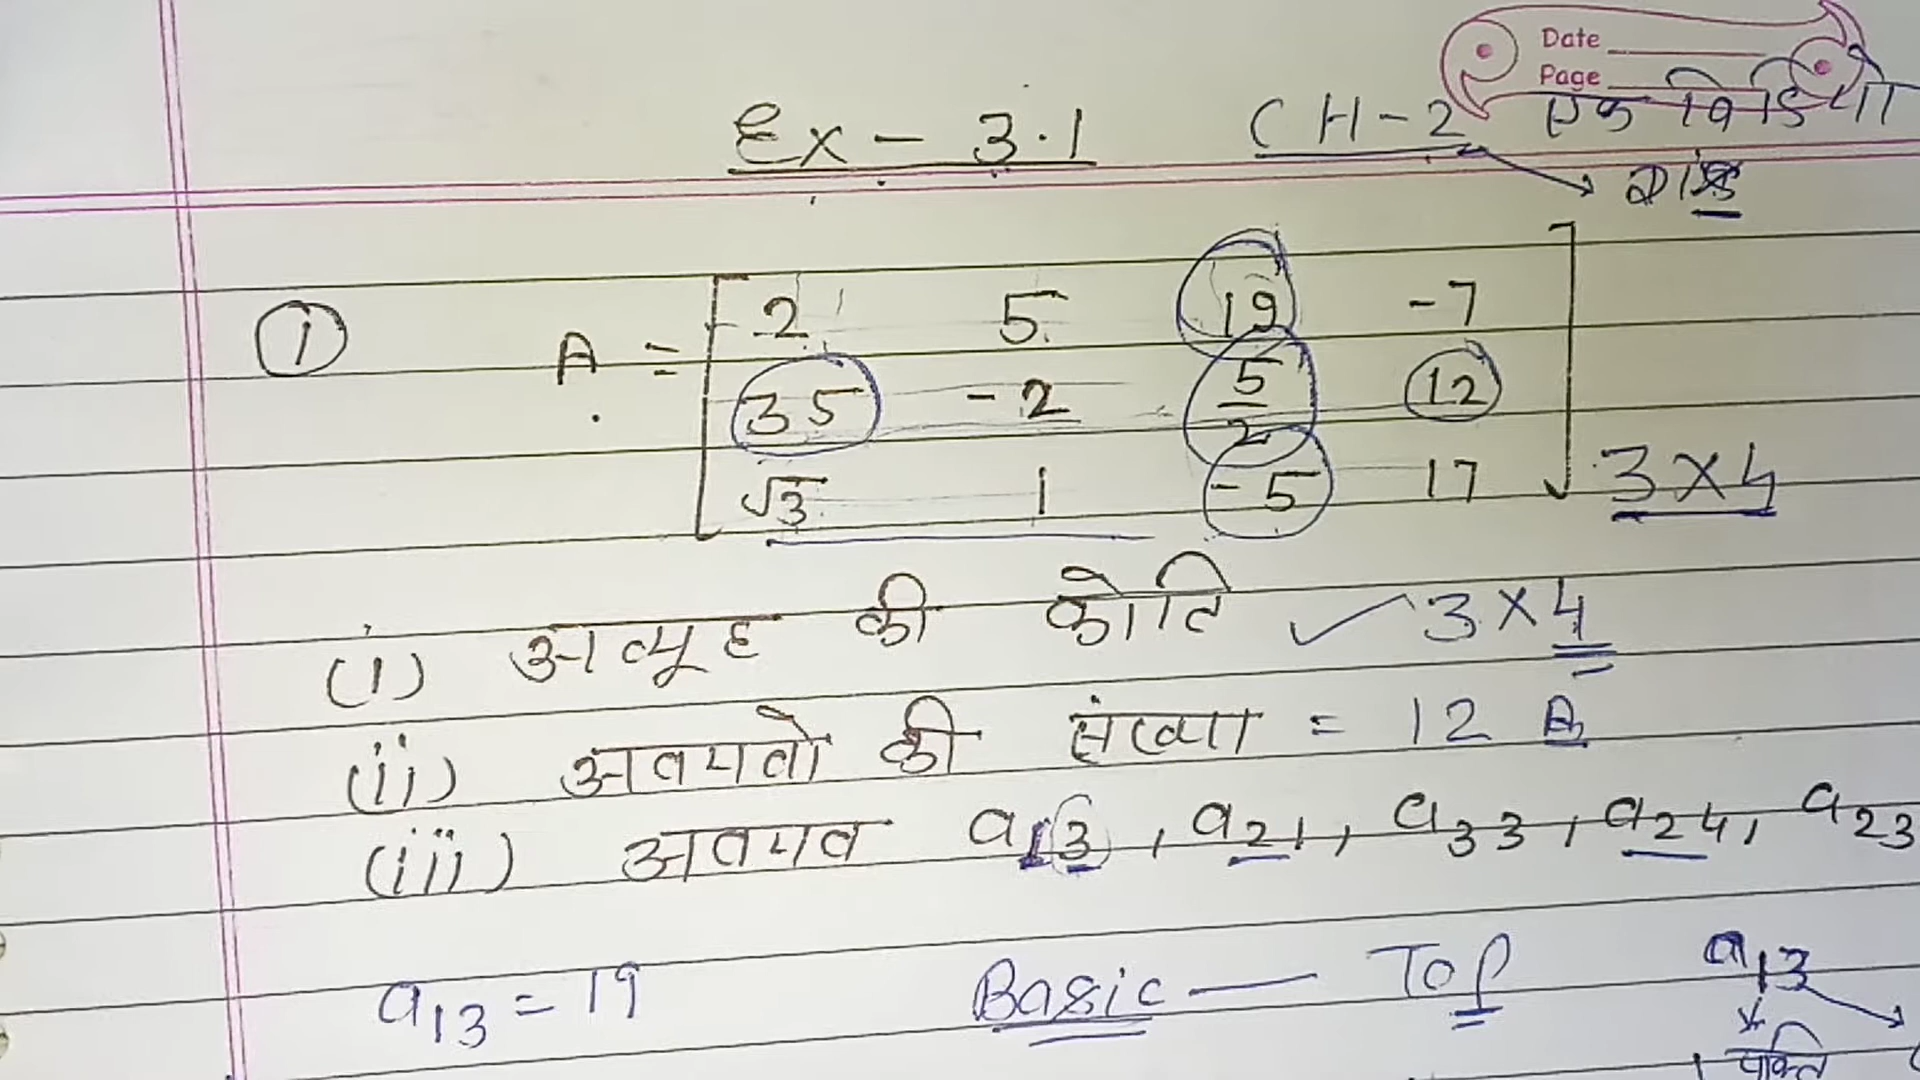 Date
Page
Ex - 3.1 CH-2
① A = [ 2 5 19 -7
35 -2 5/2 12
√3 1 -5 17 ] 3×4
(i) आव्यूह की कोटि ✓ 3×4
(ii) अवयवो की संख्या = 12
(iii) अवयव a13, a21, a33, a24, a23
a13 = 19 Basic — Top a13
पंक्ति